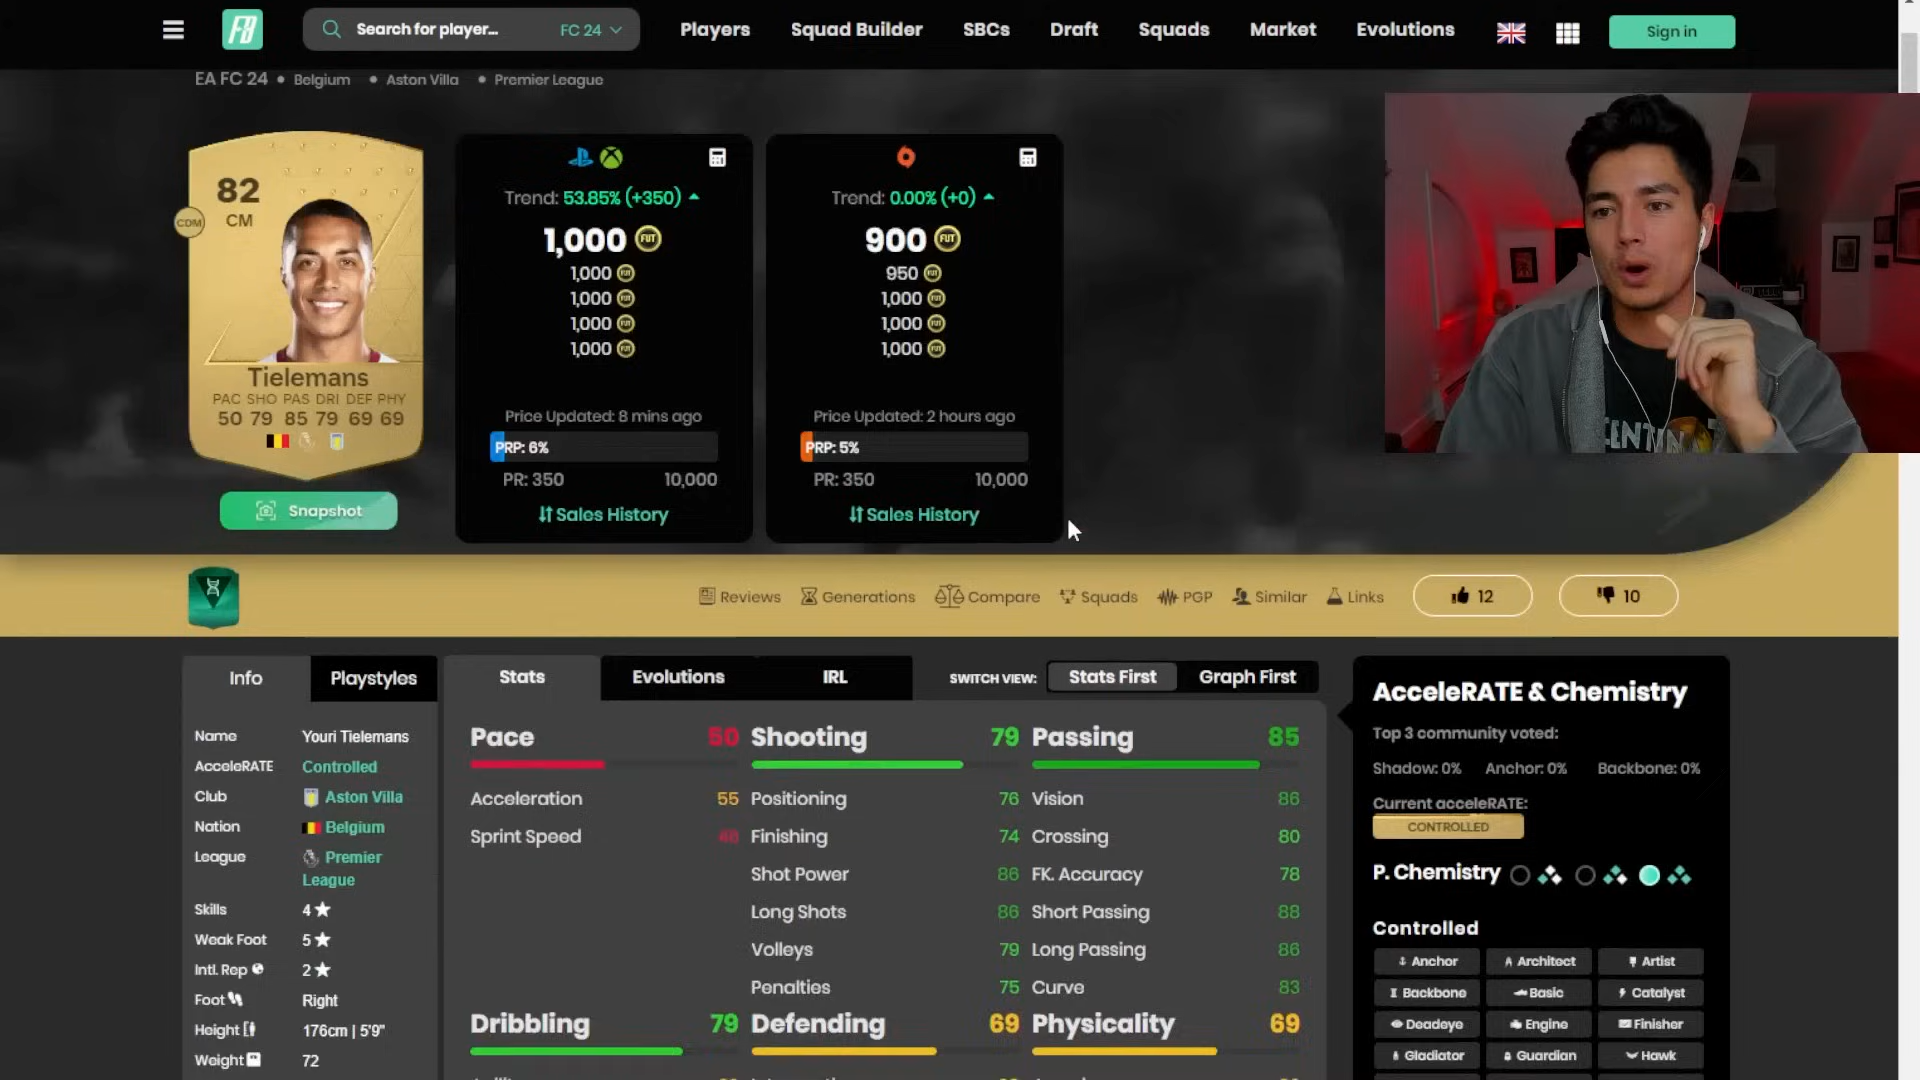 FB
Search for player...
FC 24
Players
Squad Builder
SBCs
Draft
Squads
Market
Evolutions
Sign in
EA FC 24 • Belgium • Aston Villa • Premier League
82
CM
CDM
Tielemans
PAC SHO PAS DRI DEF PHY
50 79 85 79 69 69
Snapshot
Trend: 53.85% (+350)
1,000 FUT
1,000
1,000
1,000
1,000
Price Updated: 8 mins ago
PRP: 6%
PR: 350 10,000
Sales History
Trend: 0.00% (+0)
900 FUT
950
1,000
1,000
1,000
Price Updated: 2 hours ago
PRP: 5%
PR: 350 10,000
Sales History
Reviews
Generations
Compare
Squads
PGP
Similar
Links
12
10
Info
Playstyles
Name Youri Tielemans
AcceleRATE Controlled
Club Aston Villa
Nation Belgium
League Premier
League
Skills 4
Weak Foot 5
Intl. Rep 2
Foot Right
Height 176cm | 5'9"
Weight 72
Stats
Evolutions
IRL
SWITCH VIEW:
Stats First
Graph First
Pace 50
Acceleration 55
Sprint Speed
Shooting 79
Positioning 76
Finishing 74
Shot Power 86
Long Shots 86
Volleys 79
Penalties 75
Passing 85
Vision 86
Crossing 80
FK. Accuracy 78
Short Passing 88
Long Passing 86
Curve 83
Dribbling 79
Defending 69
Physicality 69
AcceleRATE & Chemistry
Top 3 community voted:
Shadow: 0% Anchor: 0% Backbone: 0%
Current acceleRATE:
CONTROLLED
P. Chemistry
Controlled
Anchor
Architect
Artist
Backbone
Basic
Catalyst
Deadeye
Engine
Finisher
Gladiator
Guardian
Hawk